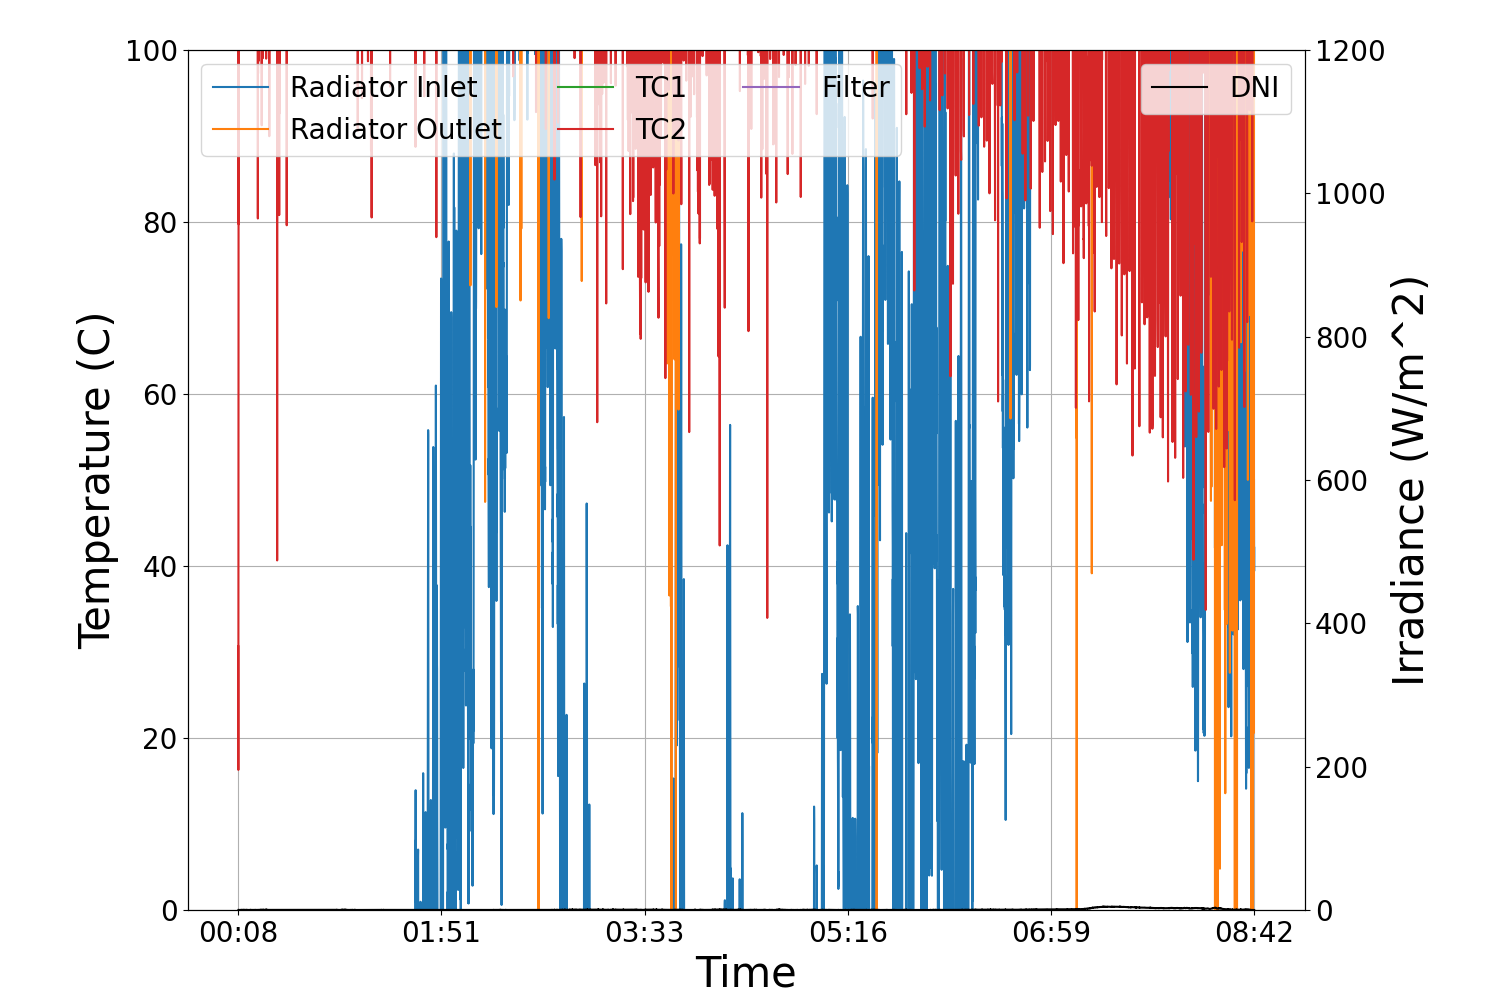 100
80
60
40
20
0
Temperature (C)
Radiator Inlet
Radiator Outlet
TC1
TC2
Filter
DNI
1200
1000
800
600
400
200
0
Irradiance (W/m^2)
00:08
01:51
03:33
05:16
06:59
08:42
Time